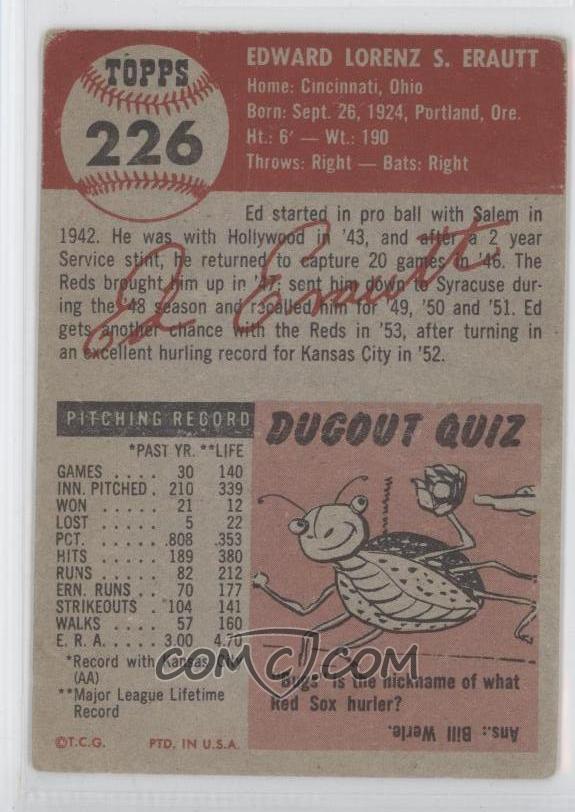 TOPPS
226
EDWARD LORENZ S. ERAUTT
Home: Cincinnati, Ohio
Born: Sept. 26, 1924, Portland, Ore.
Ht.: 6' — Wt.: 190
Throws: Right — Bats: Right
Ed started in pro ball with Salem in
1942. He was with Hollywood in '43, and after a 2 year
Service stint, he returned to capture 20 games in '46. The
Reds brought him up in '47; sent him down to Syracuse dur-
ing the '48 season and recalled him for '49, '50 and '51. Ed
gets another chance with the Reds in '53, after turning in
an excellent hurling record for Kansas City in '52.
Ed Erautt
PITCHING RECORD
*PAST YR. **LIFE
GAMES .... 30 140
INN. PITCHED . 210 339
WON .... 21 12
LOST .... 5 22
PCT. .... .808 .353
HITS .... 189 380
RUNS .... 82 212
ERN. RUNS .. 70 177
STRIKEOUTS . 104 141
WALKS .... 57 160
E. R. A. .... 3.00 4.70
*Record with Kansas City
(AA)
**Major League Lifetime
Record
©T.C.G. PTD. IN U.S.A.
DUGOUT QUIZ
"Bugs" is the nickname of what
Red Sox hurler?
Ans.: Bill Werle.
COMC.COM